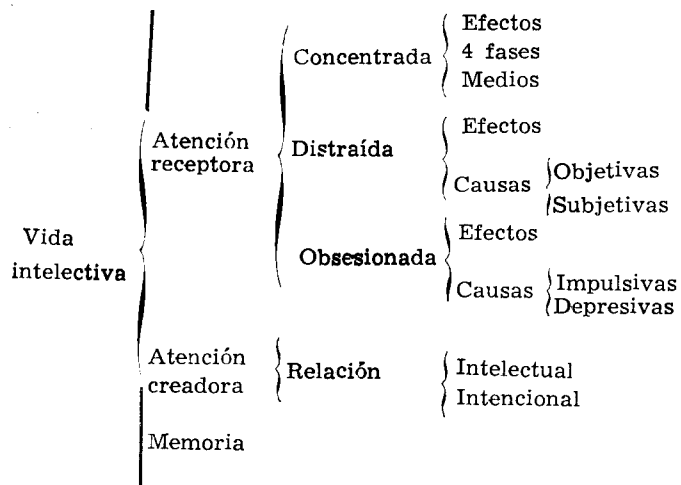 Vida
intelectiva
Atención
receptora
Concentrada
Efectos
4 fases
Medios
Distraída
Efectos
Causas
Objetivas
Subjetivas
Obsesionada
Efectos
Causas
Impulsivas
Depresivas
Atención
creadora
Relación
Intelectual
Intencional
Memoria